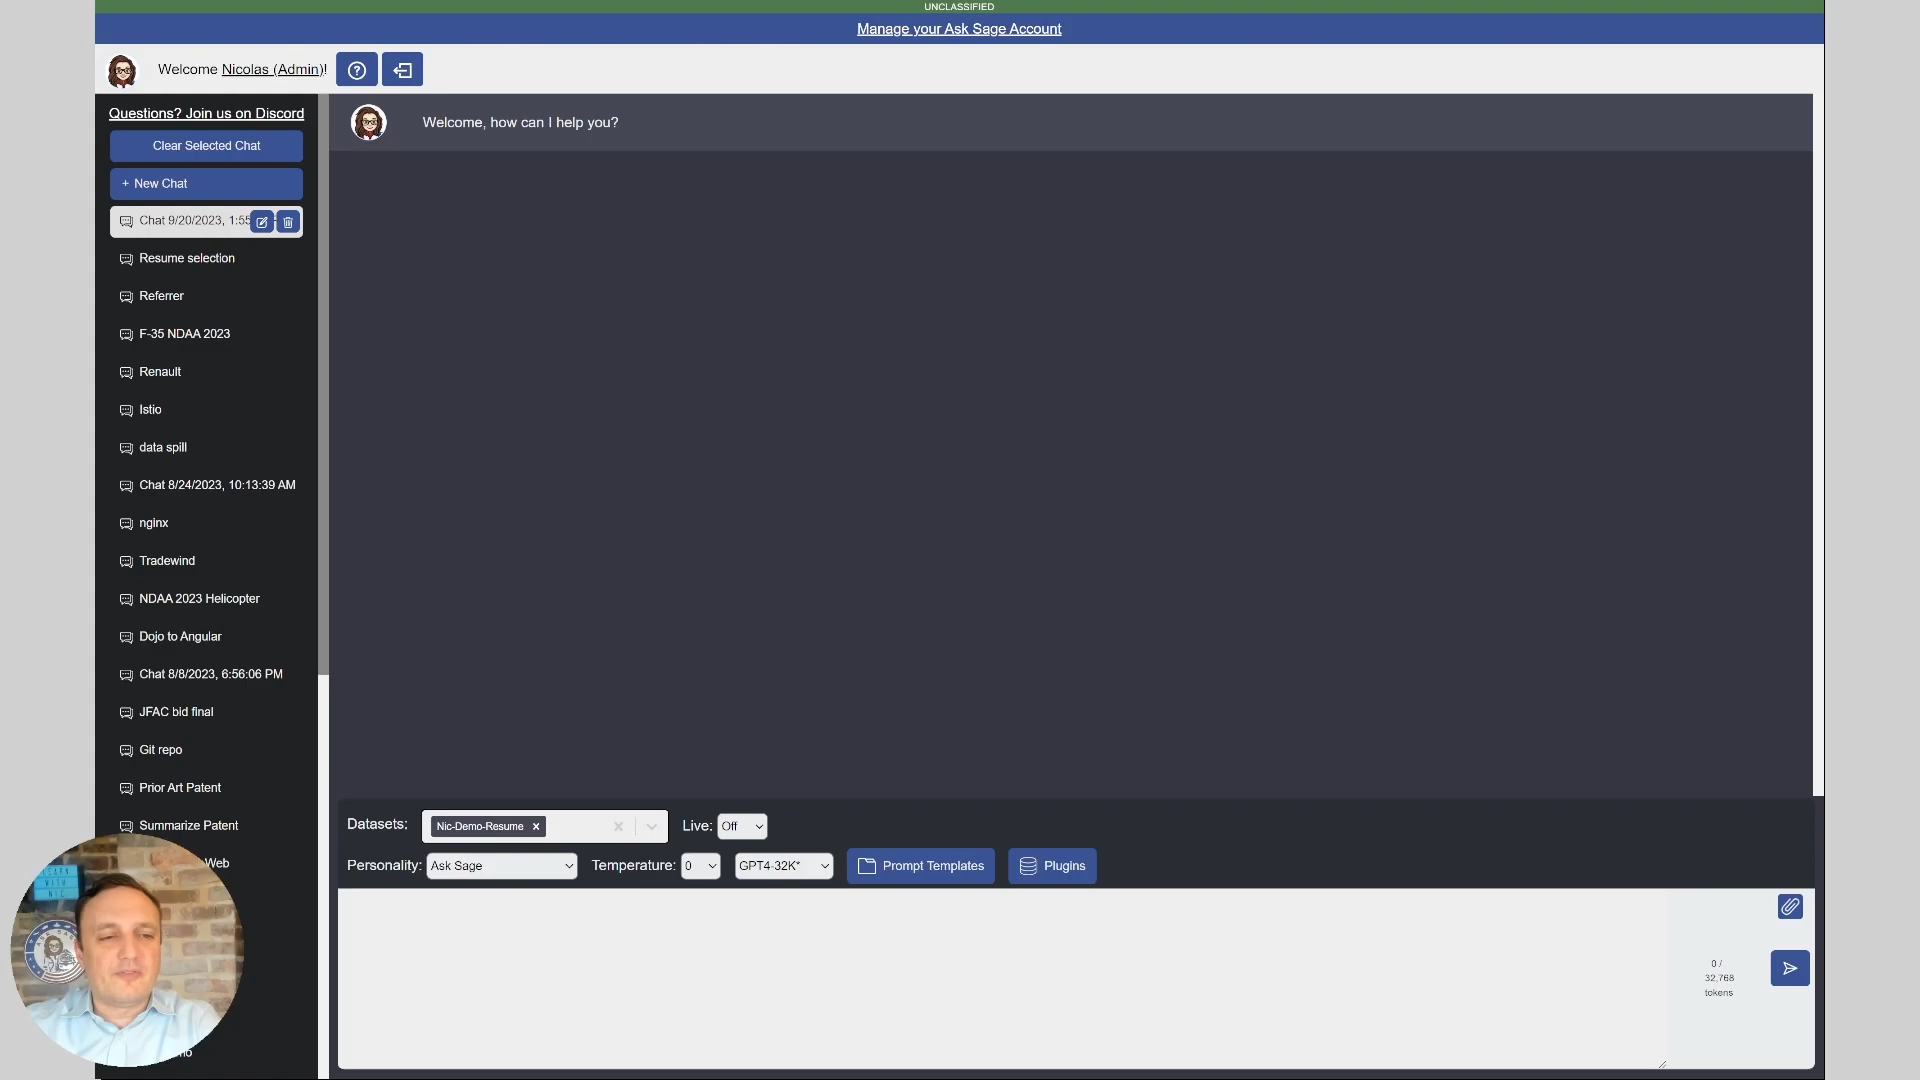 UNCLASSIFIED
Manage your Ask Sage Account
Welcome Nicolas (Admin)!
Questions? Join us on Discord
Clear Selected Chat
+ New Chat
Chat 9/20/2023, 1:55
Resume selection
Referrer
F-35 NDAA 2023
Renault
Istio
data spill
Chat 8/24/2023, 10:13:39 AM
nginx
Tradewind
NDAA 2023 Helicopter
Dojo to Angular
Chat 8/8/2023, 6:56:06 PM
JFAC bid final
Git repo
Prior Art Patent
Summarize Patent
Web
LEARN
WITH
NIC
Welcome, how can I help you?
Datasets: Nic-Demo-Resume Live: Off
Personality: Ask Sage Temperature: 0 GPT4-32K* Prompt Templates Plugins
0 /
32,768
tokens